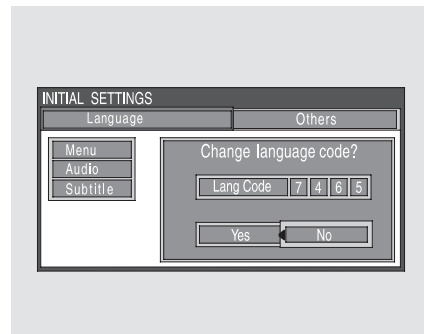 INITIAL SETTINGS
Language Others
Menu
Audio
Subtitle
Change language code?
Lang Code 7 4 6 5
Yes No